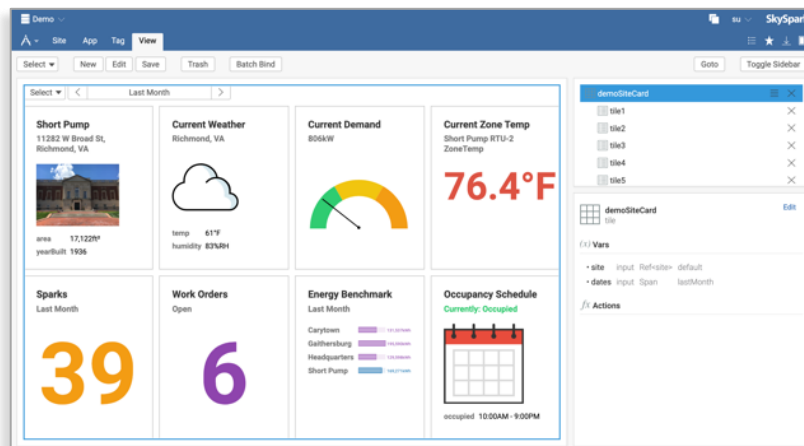 Demo
su SkySpark
Site App Tag View
Select New Edit Save Trash Batch Bind Goto Toggle Sidebar
Select Last Month
Short Pump
11282 W Broad St,
Richmond, VA
area 17,122ft²
yearBuilt 1936
Current Weather
Richmond, VA
temp 61°F
humidity 83%RH
Current Demand
806kW
Current Zone Temp
Short Pump RTU-2
ZoneTemp
76.4°F
Sparks
Last Month
39
Work Orders
Open
6
Energy Benchmark
Last Month
Carytown
Gaithersburg
Headquarters
Short Pump
Occupancy Schedule
Currently: Occupied
occupied 10:00AM - 9:00PM
demoSiteCard
tile1
tile2
tile3
tile4
tile5
demoSiteCard Edit
tile
(x) Vars
site input Ref<site> default
dates input Span lastMonth
fx Actions